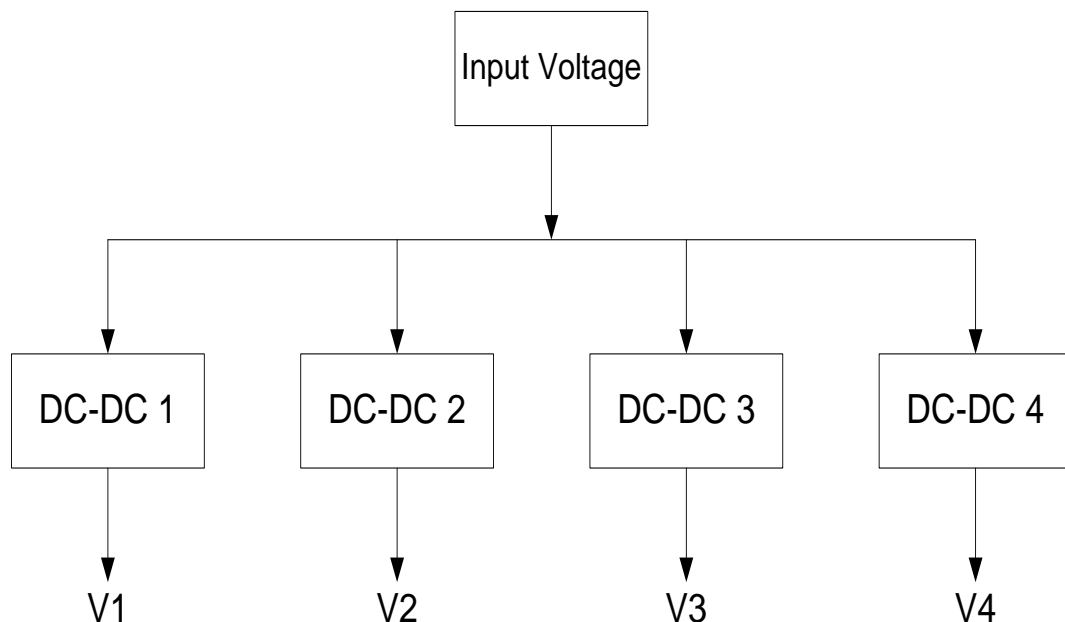 Input Voltage
DC-DC 1
DC-DC 2
DC-DC 3
DC-DC 4
V1
V2
V3
V4